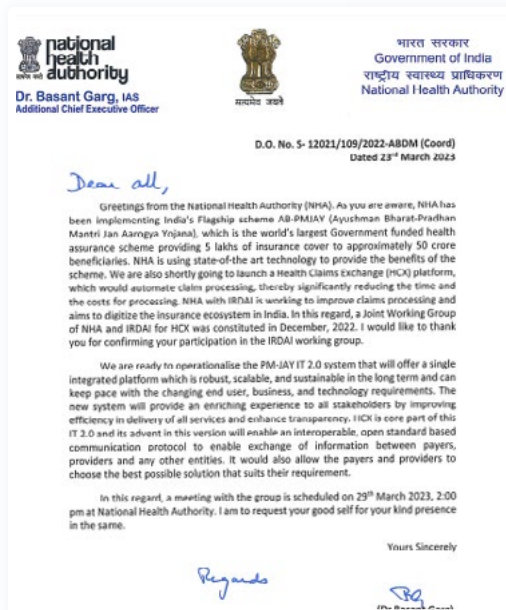 national
health
authority
Dr. Basant Garg, IAS
Additional Chief Executive Officer
सत्यमेव जयते
भारत सरकार
Government of India
राष्ट्रीय स्वास्थ्य प्राधिकरण
National Health Authority
D.O. No. S- 12021/109/2022-ABDM (Coord)
Dated 23rd March 2023
Dear all,
Greetings from the National Health Authority (NHA). As you are aware, NHA has
been implementing India's Flagship scheme AB-PMJAY (Ayushman Bharat-Pradhan
Mantri Jan Aarogya Yojana), which is the world's largest Government funded health
assurance scheme providing 5 lakhs of insurance cover to approximately 50 crore
beneficiaries. NHA is using state-of-the art technology to provide the benefits of the
scheme. We are also shortly going to launch a Health Claims Exchange (HCX) platform,
which would automate claim processing, thereby significantly reducing the time and
the costs for processing. NHA with IRDAI is working to improve claims processing and
aims to digitize the insurance ecosystem in India. In this regard, a Joint Working Group
of NHA and IRDAI for HCX was constituted in December, 2022. I would like to thank
you for confirming your participation in the IRDAI working group.
We are ready to operationalise the PM-JAY IT 2.0 system that will offer a single
integrated platform which is robust, scalable, and sustainable in the long term and can
keep pace with the changing end user, business, and technology requirements. The
new system will provide an enriching experience to all stakeholders by improving
efficiency in delivery of all services and enhance transparency. HCX is core part of this
IT 2.0 and its advent in this version will enable an interoperable, open standard based
communication protocol to enable exchange of information between payers,
providers and any other entities. It would also allow the payers and providers to
choose the best possible solution that suits their requirement.
In this regard, a meeting with the group is scheduled on 29th March 2023, 2:00
pm at National Health Authority. I am to request your good self for your kind presence
in the same.
Yours Sincerely
Regards
(Dr Basant Garg)